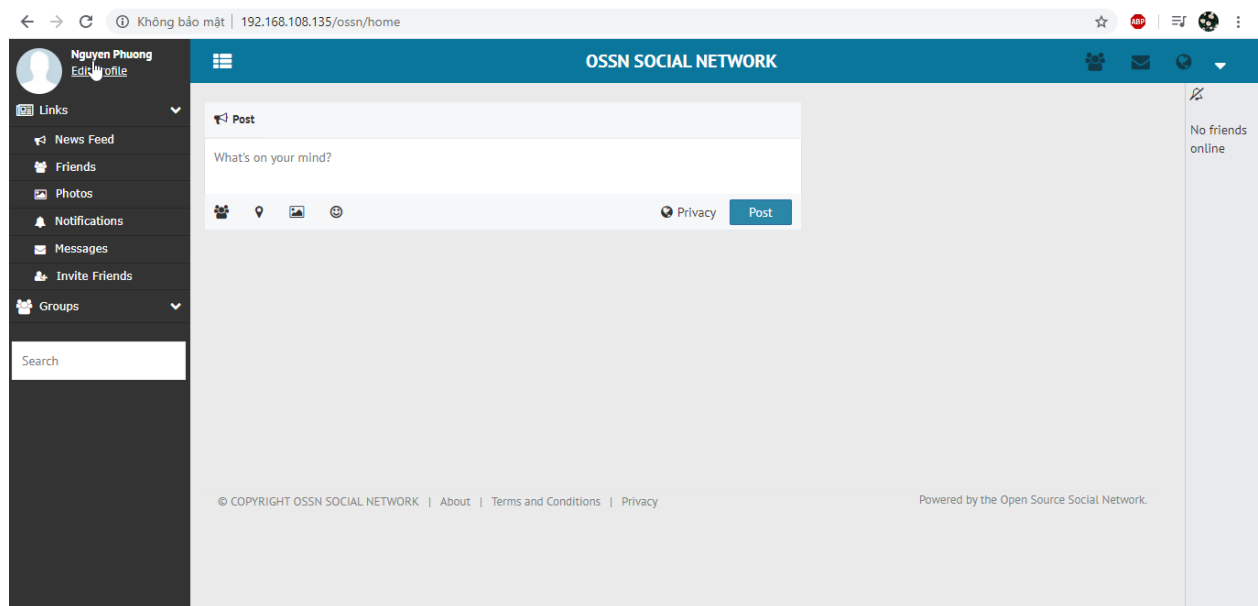 Không bảo mật | 192.168.108.135/ossn/home
ABP
Nguyen Phuong
Edit Profile
OSSN SOCIAL NETWORK
Links
News Feed
Friends
Photos
Notifications
Messages
Invite Friends
Groups
Search
Post
What's on your mind?
Privacy
Post
No friends
online
© COPYRIGHT OSSN SOCIAL NETWORK | About | Terms and Conditions | Privacy
Powered by the Open Source Social Network.